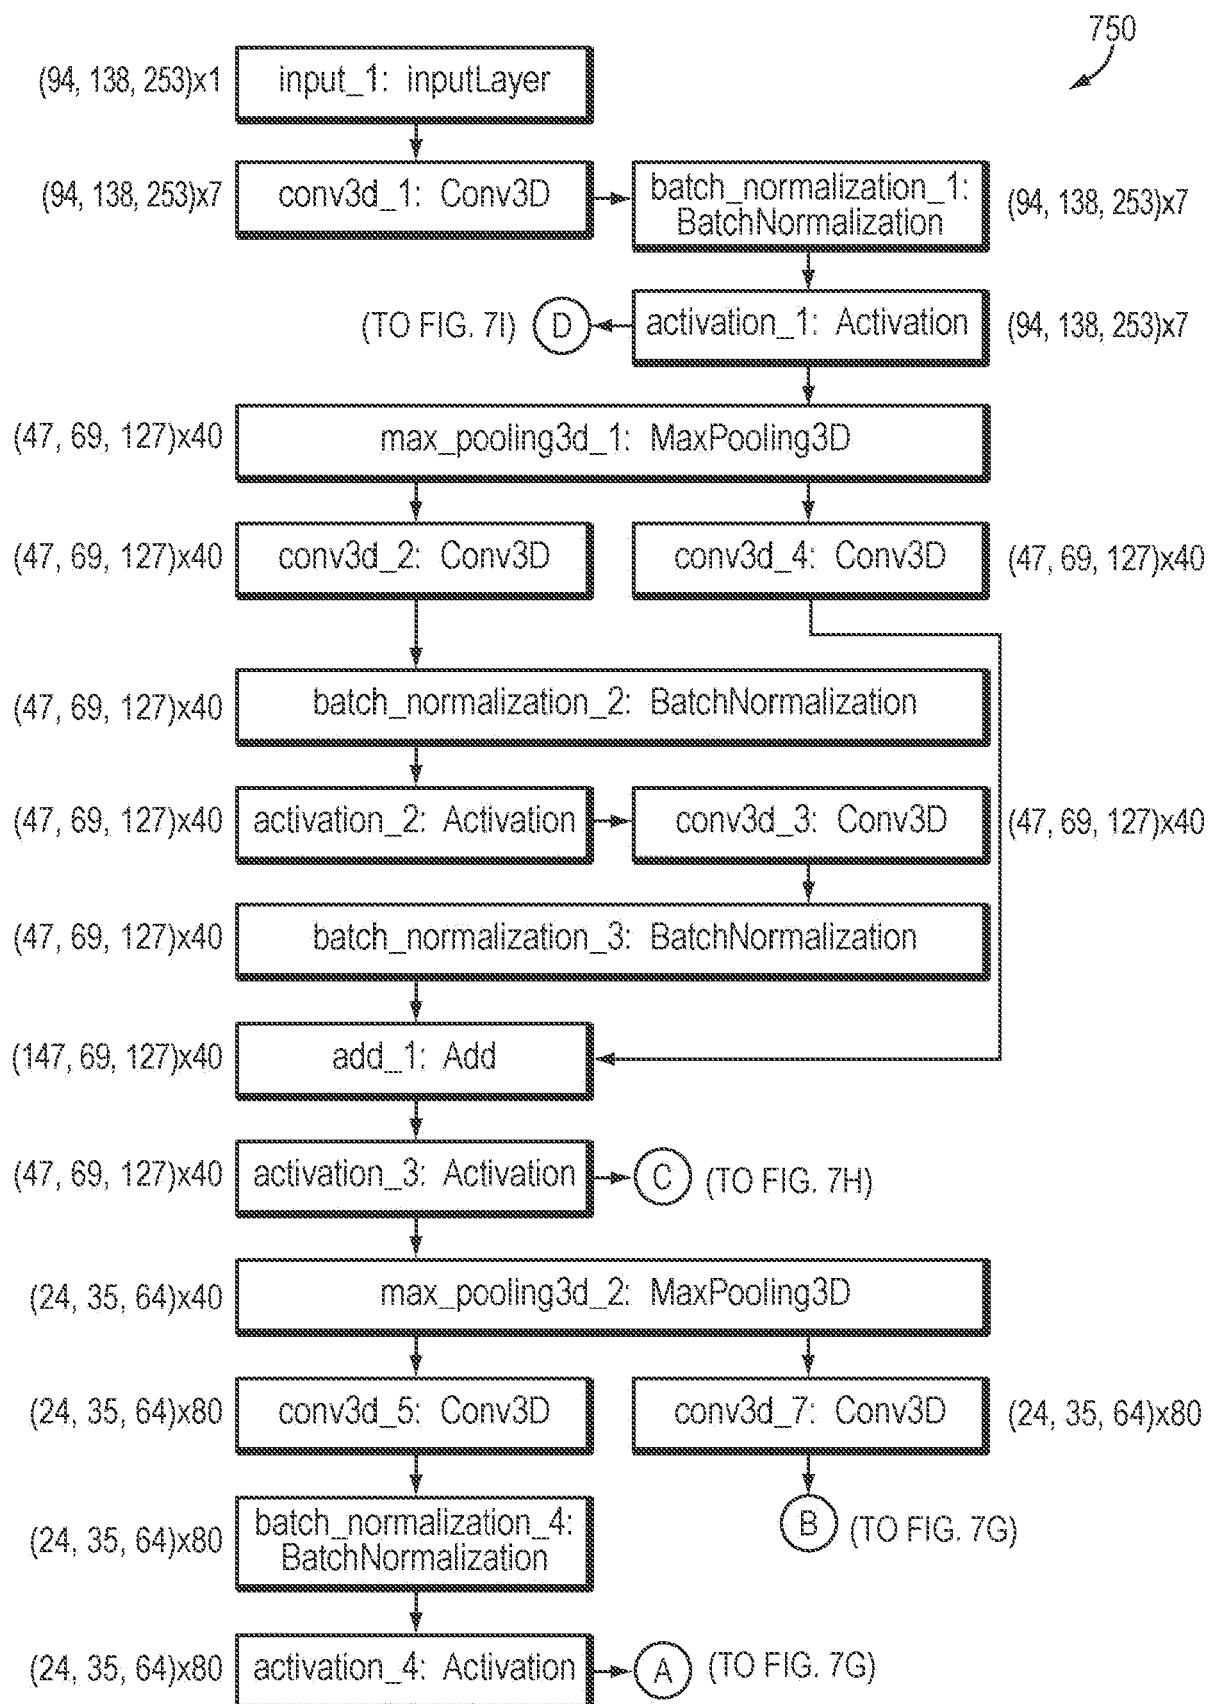 750
(94, 138, 253)x1 input_1: inputLayer
(94, 138, 253)x7 conv3d_1: Conv3D
batch_normalization_1:
BatchNormalization
(94, 138, 253)x7
(TO FIG. 7I) D activation_1: Activation (94, 138, 253)x7
(47, 69, 127)x40 max_pooling3d_1: MaxPooling3D
(47, 69, 127)x40 conv3d_2: Conv3D conv3d_4: Conv3D (47, 69, 127)x40
(47, 69, 127)x40 batch_normalization_2: BatchNormalization
(47, 69, 127)x40 activation_2: Activation conv3d_3: Conv3D (47, 69, 127)x40
(47, 69, 127)x40 batch_normalization_3: BatchNormalization
(147, 69, 127)x40 add_1: Add
(47, 69, 127)x40 activation_3: Activation C (TO FIG. 7H)
(24, 35, 64)x40 max_pooling3d_2: MaxPooling3D
(24, 35, 64)x80 conv3d_5: Conv3D conv3d_7: Conv3D (24, 35, 64)x80
(24, 35, 64)x80
batch_normalization_4:
BatchNormalization
B (TO FIG. 7G)
(24, 35, 64)x80 activation_4: Activation A (TO FIG. 7G)